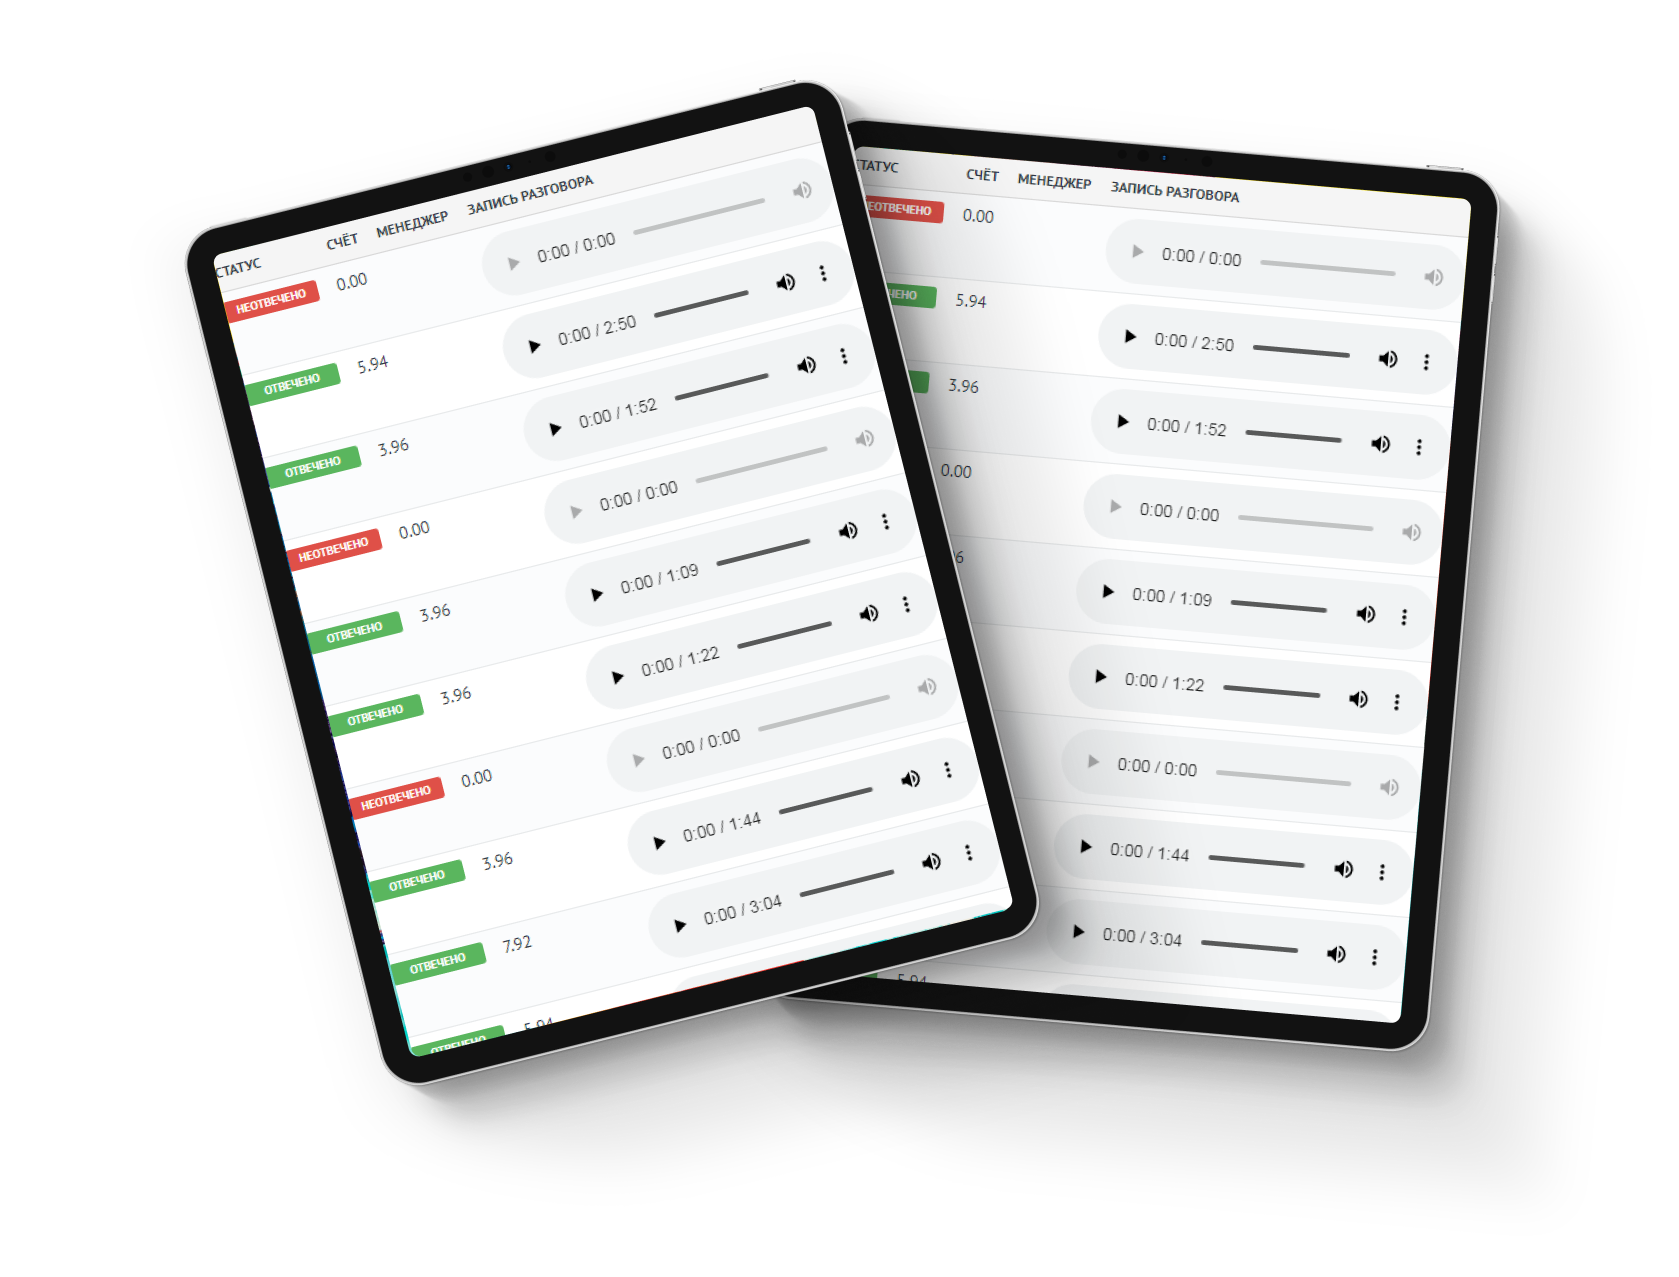 СТАТУС СЧЁТ МЕНЕДЖЕР ЗАПИСЬ РАЗГОВОРА
НЕОТВЕЧЕНО 0.00 0:00 / 0:00
ОТВЕЧЕНО 5.94 0:00 / 2:50
ОТВЕЧЕНО 3.96 0:00 / 1:52
НЕОТВЕЧЕНО 0.00 0:00 / 0:00
ОТВЕЧЕНО 3.96 0:00 / 1:09
ОТВЕЧЕНО 3.96 0:00 / 1:22
НЕОТВЕЧЕНО 0.00 0:00 / 0:00
ОТВЕЧЕНО 3.96 0:00 / 1:44
ОТВЕЧЕНО 7.92 0:00 / 3:04
ОТВЕЧЕНО 5.94
ТАТУС СЧЁТ МЕНЕДЖЕР ЗАПИСЬ РАЗГОВОРА
ЕОТВЕЧЕНО 0.00 0:00 / 0:00
ЧЕНО 5.94 0:00 / 2:50
3.96 0:00 / 1:52
0.00 0:00 / 0:00
6 0:00 / 1:09
0:00 / 1:22
0:00 / 0:00
0:00 / 1:44
0:00 / 3:04
5.94